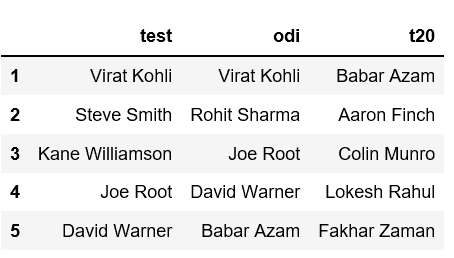 test odi t20
1 Virat Kohli Virat Kohli Babar Azam
2 Steve Smith Rohit Sharma Aaron Finch
3 Kane Williamson Joe Root Colin Munro
4 Joe Root David Warner Lokesh Rahul
5 David Warner Babar Azam Fakhar Zaman